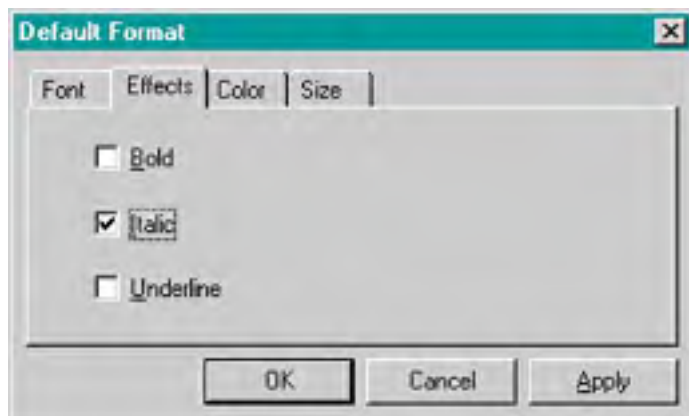 Default Format
Font Effects Color Size
Bold
Italic
Underline
OK Cancel Apply